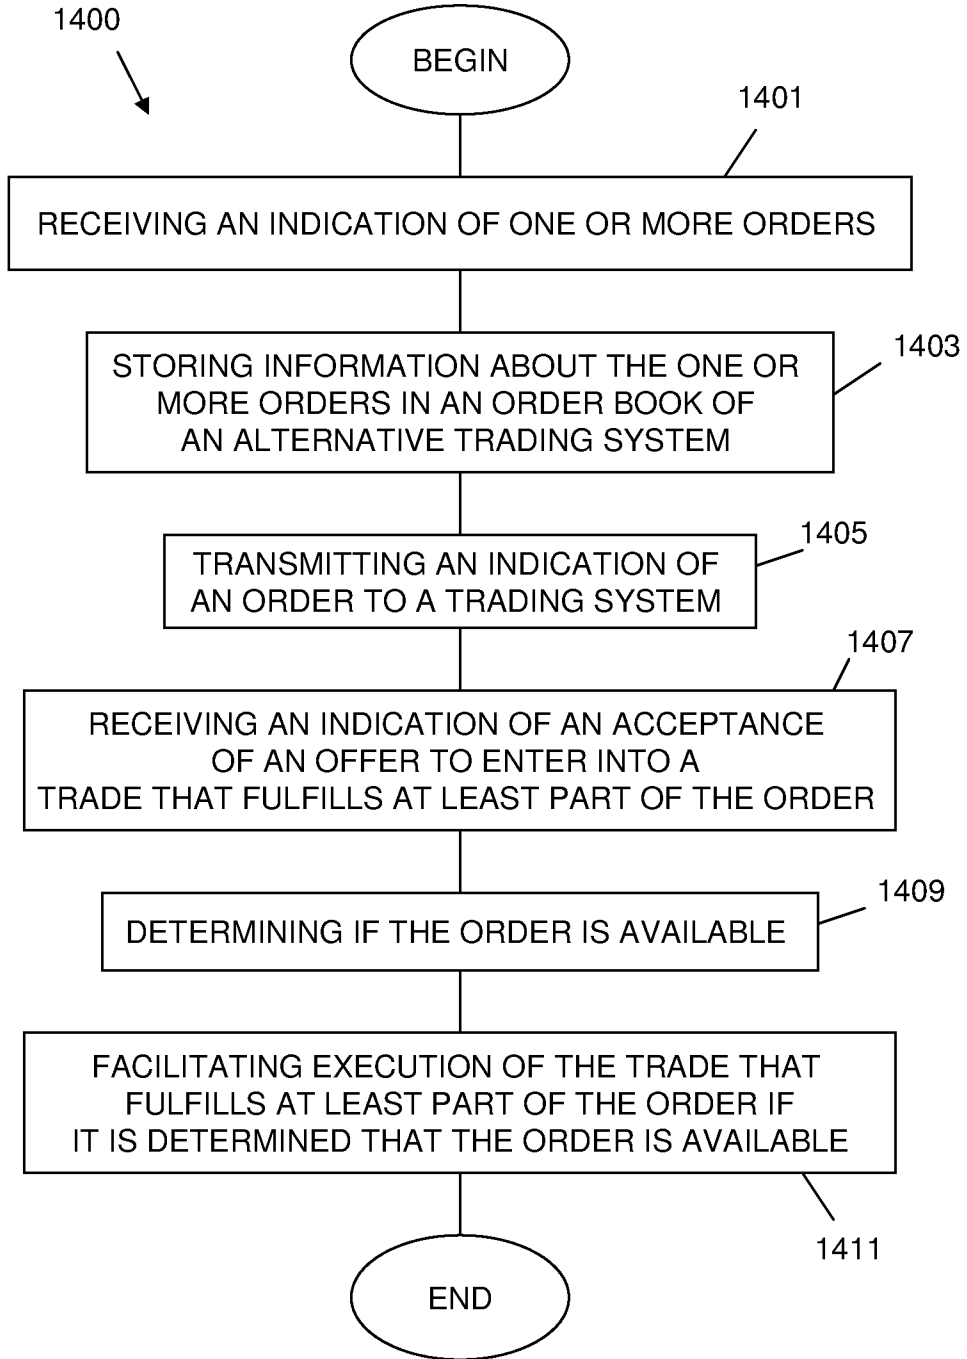 1400
BEGIN
1401
RECEIVING AN INDICATION OF ONE OR MORE ORDERS
1403
STORING INFORMATION ABOUT THE ONE OR
MORE ORDERS IN AN ORDER BOOK OF
AN ALTERNATIVE TRADING SYSTEM
1405
TRANSMITTING AN INDICATION OF
AN ORDER TO A TRADING SYSTEM
1407
RECEIVING AN INDICATION OF AN ACCEPTANCE
OF AN OFFER TO ENTER INTO A
TRADE THAT FULFILLS AT LEAST PART OF THE ORDER
1409
DETERMINING IF THE ORDER IS AVAILABLE
FACILITATING EXECUTION OF THE TRADE THAT
FULFILLS AT LEAST PART OF THE ORDER IF
IT IS DETERMINED THAT THE ORDER IS AVAILABLE
1411
END